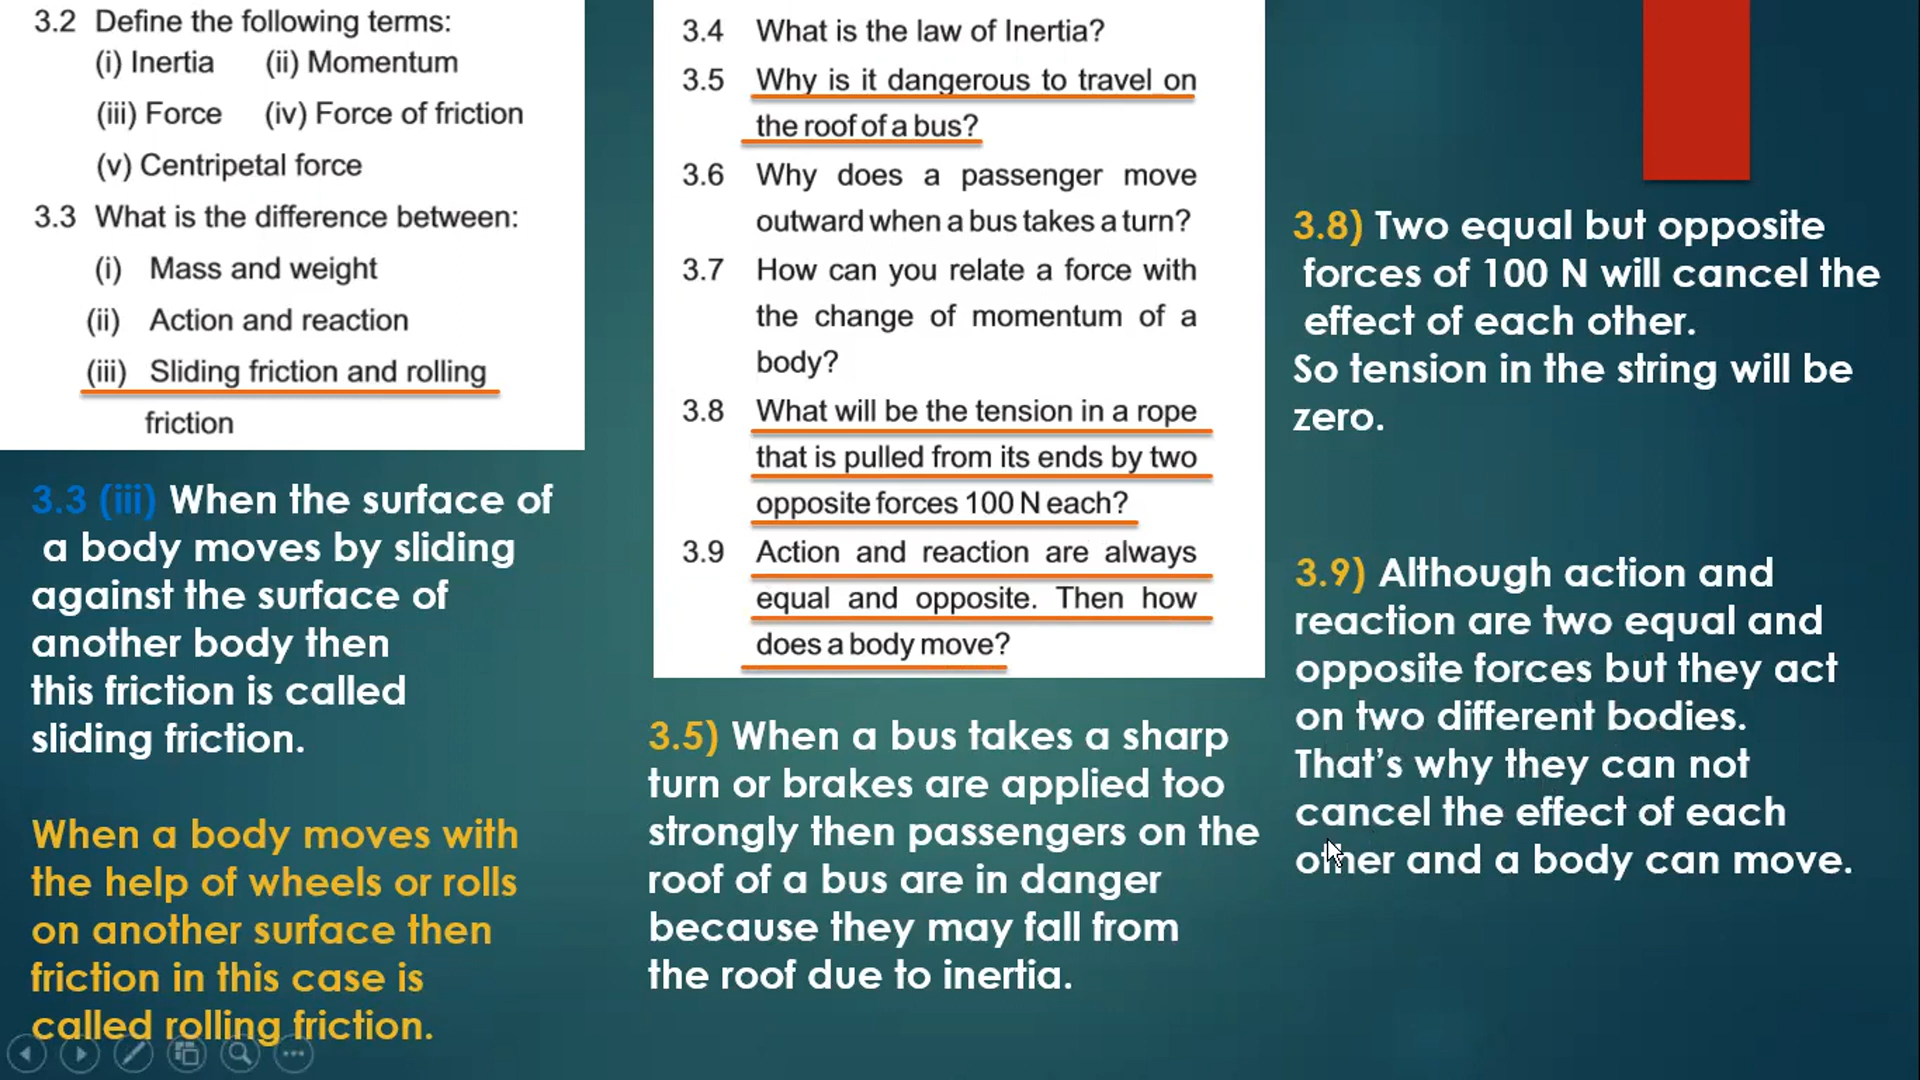 3.2 Define the following terms:
(i) Inertia (ii) Momentum
(iii) Force (iv) Force of friction
(v) Centripetal force
3.3 What is the difference between:
(i) Mass and weight
(ii) Action and reaction
(iii) Sliding friction and rolling
friction
3.3 (iii) When the surface of
a body moves by sliding
against the surface of
another body then
this friction is called
sliding friction.
When a body moves with
the help of wheels or rolls
on another surface then
friction in this case is
called rolling friction.
3.4 What is the law of Inertia?
3.5 Why is it dangerous to travel on
the roof of a bus?
3.6 Why does a passenger move
outward when a bus takes a turn?
3.7 How can you relate a force with
the change of momentum of a
body?
3.8 What will be the tension in a rope
that is pulled from its ends by two
opposite forces 100 N each?
3.9 Action and reaction are always
equal and opposite. Then how
does a body move?
3.5) When a bus takes a sharp
turn or brakes are applied too
strongly then passengers on the
roof of a bus are in danger
because they may fall from
the roof due to inertia.
3.8) Two equal but opposite
forces of 100 N will cancel the
effect of each other.
So tension in the string will be
zero.
3.9) Although action and
reaction are two equal and
opposite forces but they act
on two different bodies.
That's why they can not
cancel the effect of each
other and a body can move.